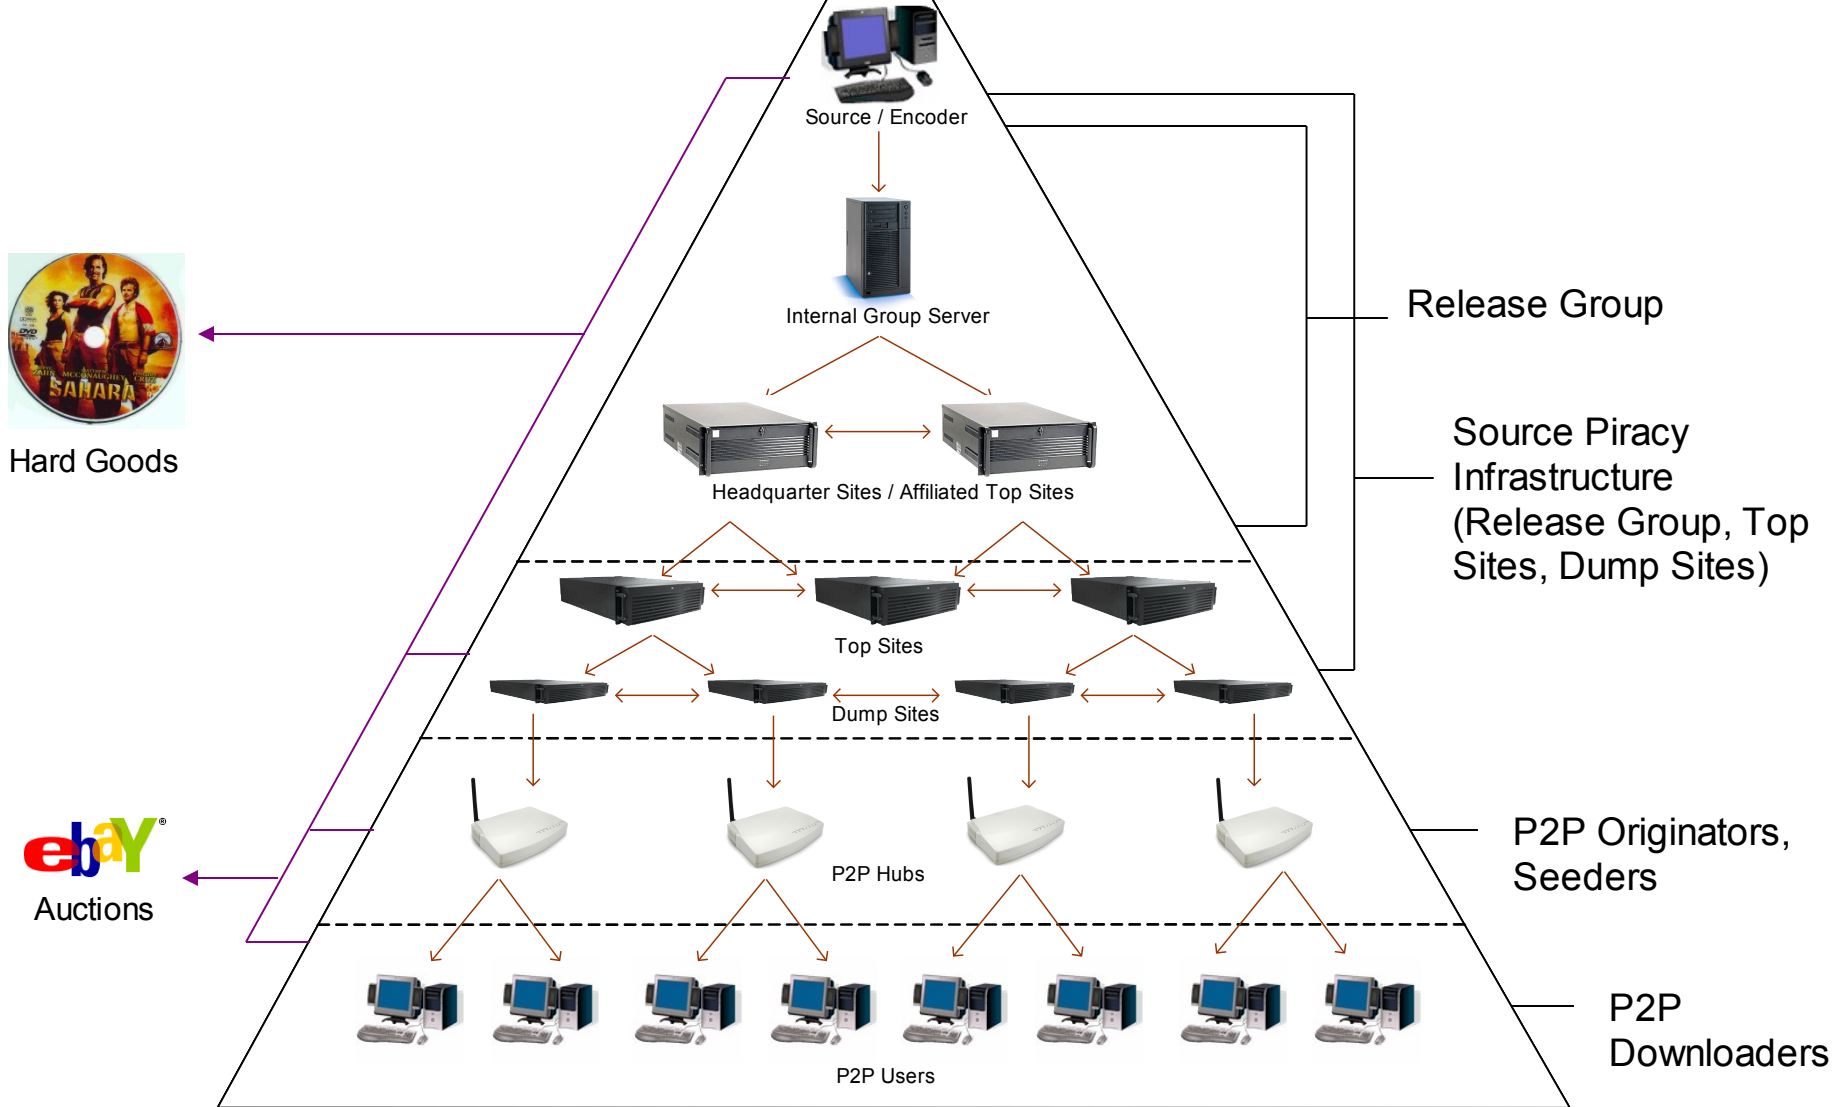 Source / Encoder
Internal Group Server
Headquarter Sites / Affiliated Top Sites
Top Sites
Dump Sites
P2P Hubs
P2P Users
DVD
MCCONAUGHEY
SAHARA
Hard Goods
ebaY®
Auctions
Release Group
Source Piracy
Infrastructure
(Release Group, Top
Sites, Dump Sites)
P2P Originators,
Seeders
P2P
Downloaders